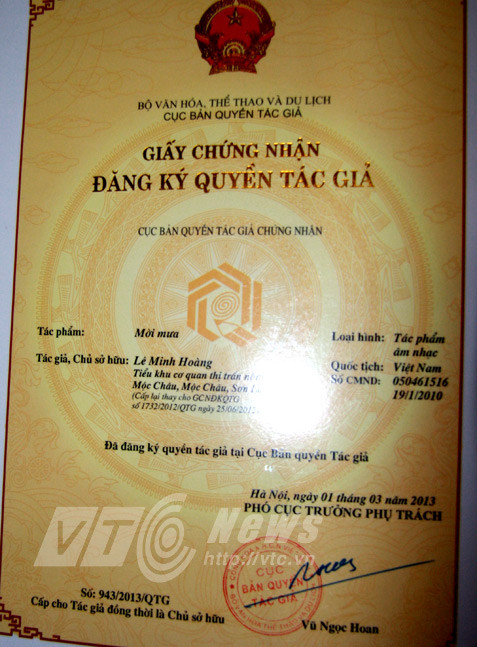 BỘ VĂN HÓA, THỂ THAO VÀ DU LỊCH
CỤC BẢN QUYỀN TÁC GIẢ
GIẤY CHỨNG NHẬN
ĐĂNG KÝ QUYỀN TÁC GIẢ
CỤC BẢN QUYỀN TÁC GIẢ CHỨNG NHẬN
Tác phẩm: Mời mưa
Loại hình: Tác phẩm
âm nhạc
Tác giả, Chủ sở hữu: Lê Minh Hoàng
Quốc tịch: Việt Nam
Tiểu khu cơ quan thị trấn
Số CMND: 050461516
Mộc Châu, Mộc Châu, Sơn
19/1/2010
(Cấp lại thay cho GCNĐKQTG
số 1732/2012/QTG ngày 25/06/2012
Đã đăng ký quyền tác giả tại Cục Bản quyền Tác giả
Hà Nội, ngày 01 tháng 03 năm 2013
PHÓ CỤC TRƯỞNG PHỤ TRÁCH
VTC News
http://vtc.vn
CỤC
BẢN QUYỀN
TÁC GIẢ
Số: 943/2013/QTG
Cấp cho Tác giả đồng thời là Chủ sở hữu
Vũ Ngọc Hoan